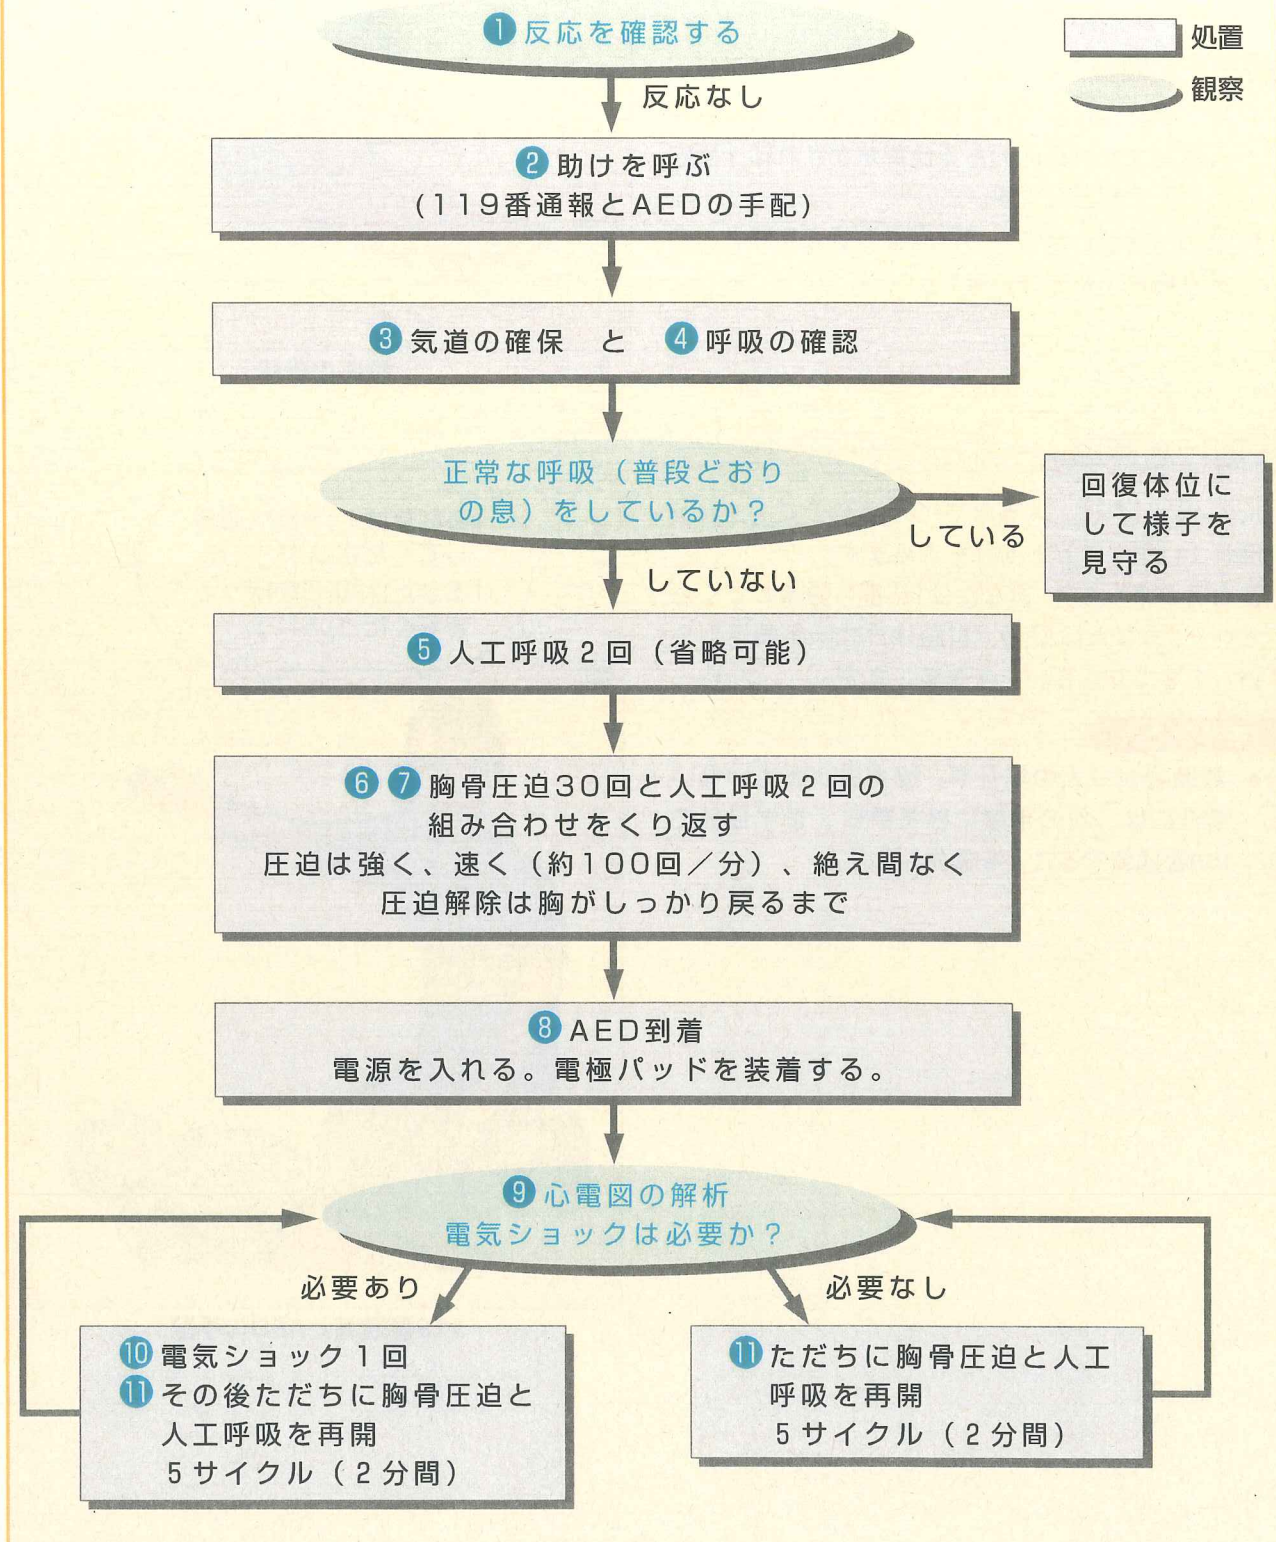 ❶反応を確認する
処置
観察
反応なし
❷助けを呼ぶ
(119番通報とAEDの手配)
❸気道の確保 と ❹呼吸の確認
正常な呼吸（普段どおり
の息）をしているか？
している
回復体位に
して様子を
見守る
していない
❺人工呼吸2回（省略可能）
❻❼胸骨圧迫30回と人工呼吸2回の
組み合わせをくり返す
圧迫は強く、速く（約100回／分）、絶え間なく
圧迫解除は胸がしっかり戻るまで
❽AED到着
電源を入れる。電極パッドを装着する。
❾心電図の解析
電気ショックは必要か？
必要あり
必要なし
❿電気ショック1回
⓫その後ただちに胸骨圧迫と
人工呼吸を再開
5サイクル（2分間）
⓫ただちに胸骨圧迫と人工
呼吸を再開
5サイクル（2分間）